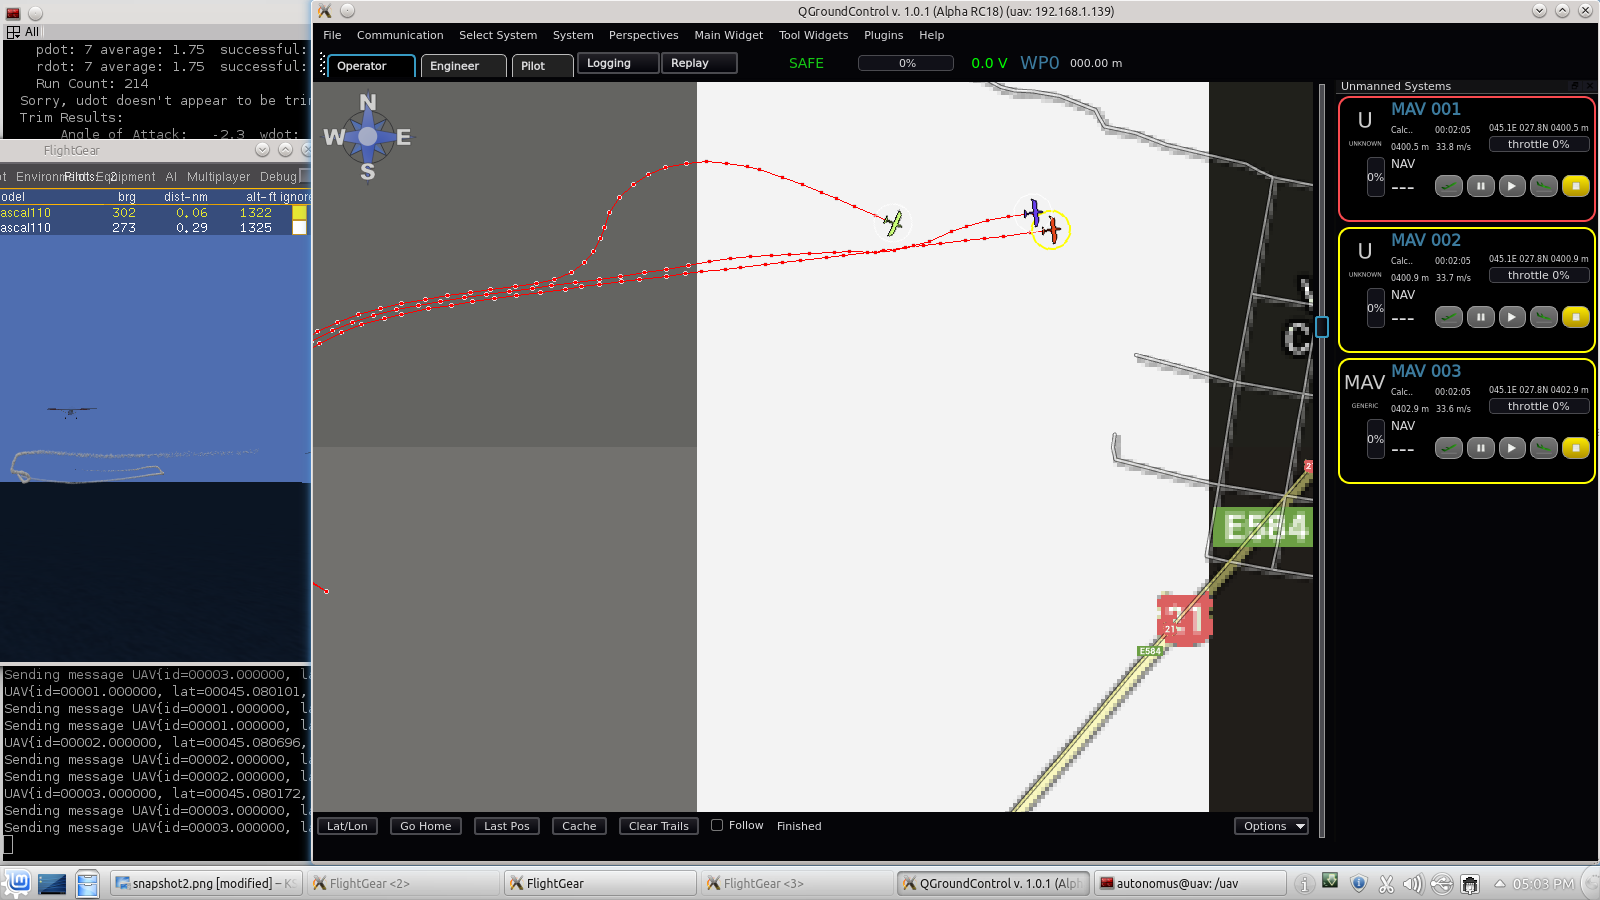 All
pdot: 7 average: 1.75  successful:
rdot: 7 average: 1.75  successful:
Run Count: 214
Sorry, udot doesn't appear to be
Trim Results:
Angle of Attack:   -2.3  wdot:
FlightGear
Equipment AI Multiplayer Debug
brg dist-nm alt-ft ignore
ascal110 302 0.06 1322
ascal110 273 0.29 1325
Sending message UAV{id=00003.000000,
UAV{id=00001.000000, lat=00045.080101,
Sending message UAV{id=00001.000000,
Sending message UAV{id=00001.000000,
UAV{id=00002.000000, lat=00045.080696,
Sending message UAV{id=00002.000000,
Sending message UAV{id=00002.000000,
UAV{id=00003.000000, lat=00045.080172,
Sending message UAV{id=00003.000000,
Sending message UAV{id=00003.000000,
QGroundControl v. 1.0.1 (Alpha RC18) (uav: 192.168.1.139)
File Communication Select System System Perspectives Main Widget Tool Widgets Plugins Help
Operator Engineer Pilot Logging Replay SAFE 0% 0.0 V WP0 000.00 m
N
W E
S
E584
21
21
E584
Lat/Lon Go Home Last Pos Cache Clear Trails Follow Finished Options
Unmanned Systems
MAV 001
U
UNKNOWN
Calc.. 00:02:05 045.1E 027.8N 0400.5 m
0400.5 m 33.8 m/s throttle 0%
NAV
0%
---
MAV 002
U
UNKNOWN
Calc.. 00:02:05 045.1E 027.8N 0400.9 m
0400.9 m 33.7 m/s throttle 0%
NAV
0%
---
MAV 003
MAV
GENERIC
Calc.. 00:02:05 045.1E 027.8N 0402.9 m
0402.9 m 33.6 m/s throttle 0%
NAV
0%
---
snapshot2.png [modified] – FlightGear <2> FlightGear FlightGear <3> QGroundControl v. 1.0.1 (Alph autonomus@uav: /uav 05:03 PM